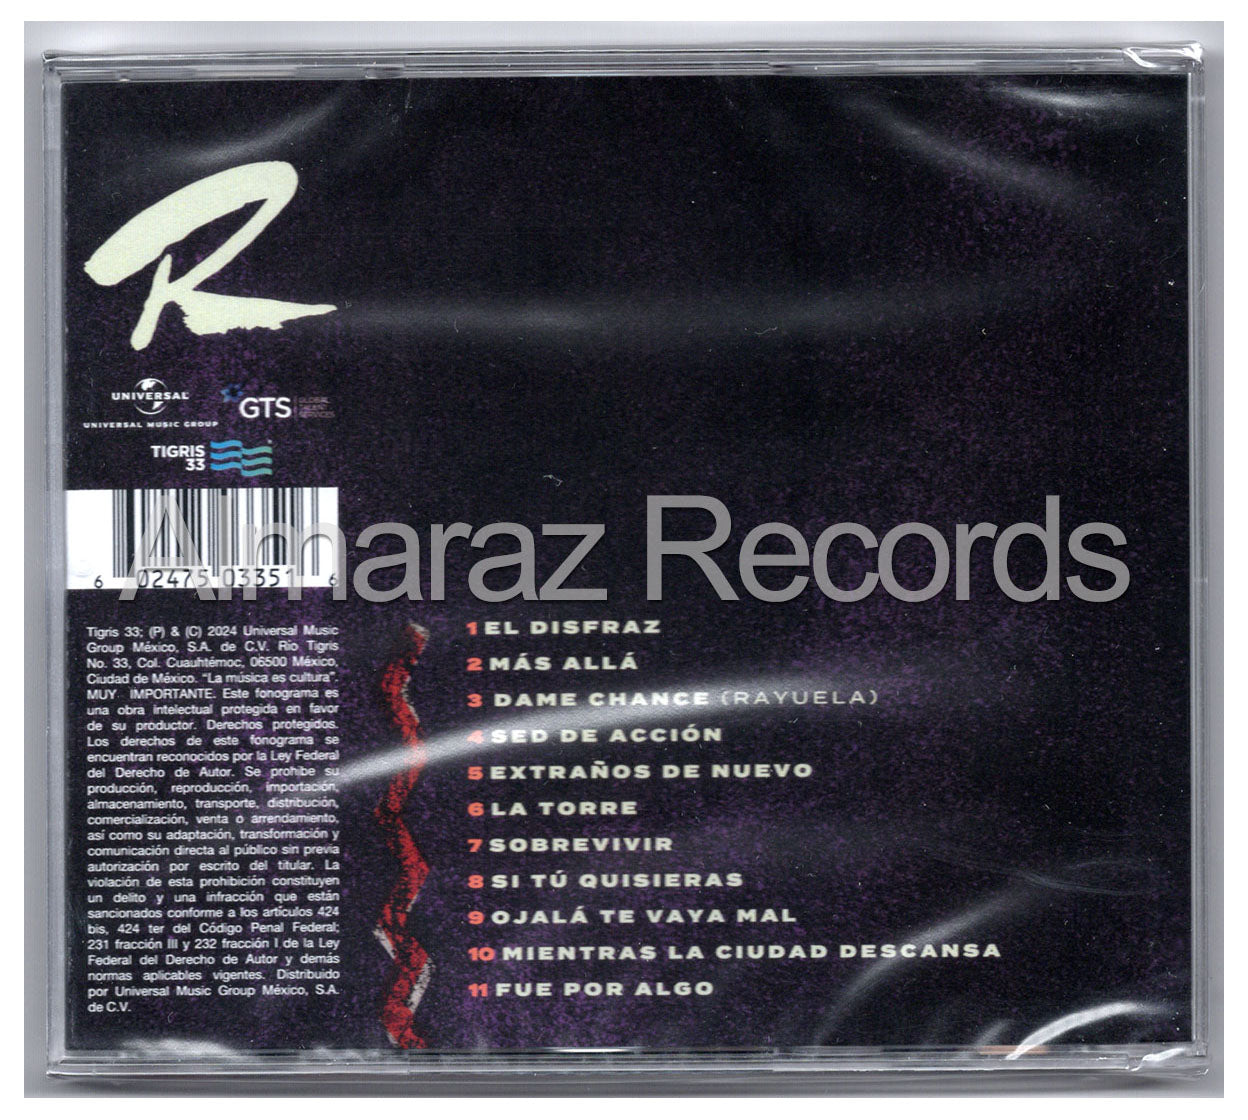 R
UNIVERSAL
UNIVERSAL MUSIC GROUP
GTS
GLOBAL
TALENT
SERVICES
TIGRIS
33
6 02475 03351 6
Almaraz Records
Tigris 33; (P) & (C) 2024 Universal Music
Group México, S.A. de C.V. Río Tigris
No. 33, Col. Cuauhtémoc, 06500 México,
Ciudad de México. "La música es cultura".
MUY IMPORTANTE. Este fonograma es
una obra intelectual protegida en favor
de su productor. Derechos protegidos.
Los derechos de este fonograma se
encuentran reconocidos por la Ley Federal
del Derecho de Autor. Se prohíbe su
producción, reproducción, importación,
almacenamiento, transporte, distribución,
comercialización, venta o arrendamiento,
así como su adaptación, transformación y
comunicación directa al público sin previa
autorización por escrito del titular. La
violación de esta prohibición constituyen
un delito y una infracción que están
sancionados conforme a los artículos 424
bis, 424 ter del Código Penal Federal;
231 fracción III y 232 fracción I de la Ley
Federal del Derecho de Autor y demás
normas aplicables vigentes. Distribuido
por Universal Music Group México, S.A.
de C.V.
1 EL DISFRAZ
2 MÁS ALLÁ
3 DAME CHANCE (RAYUELA)
4 SED DE ACCIÓN
5 EXTRAÑOS DE NUEVO
6 LA TORRE
7 SOBREVIVIR
8 SI TÚ QUISIERAS
9 OJALÁ TE VAYA MAL
10 MIENTRAS LA CIUDAD DESCANSA
11 FUE POR ALGO